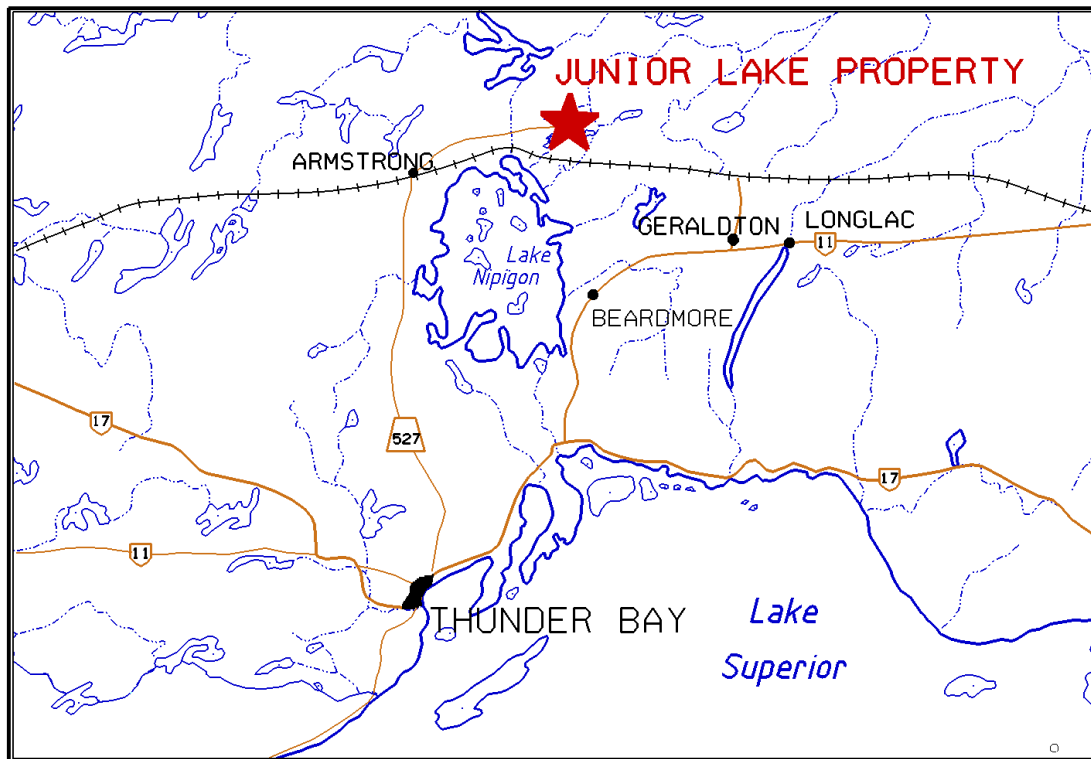 JUNIOR LAKE PROPERTY
ARMSTRONG
GERALDTON
LONGLAC
11
Lake
Nipigon
BEARDMORE
17
527
17
11
THUNDER BAY
Lake
Superior